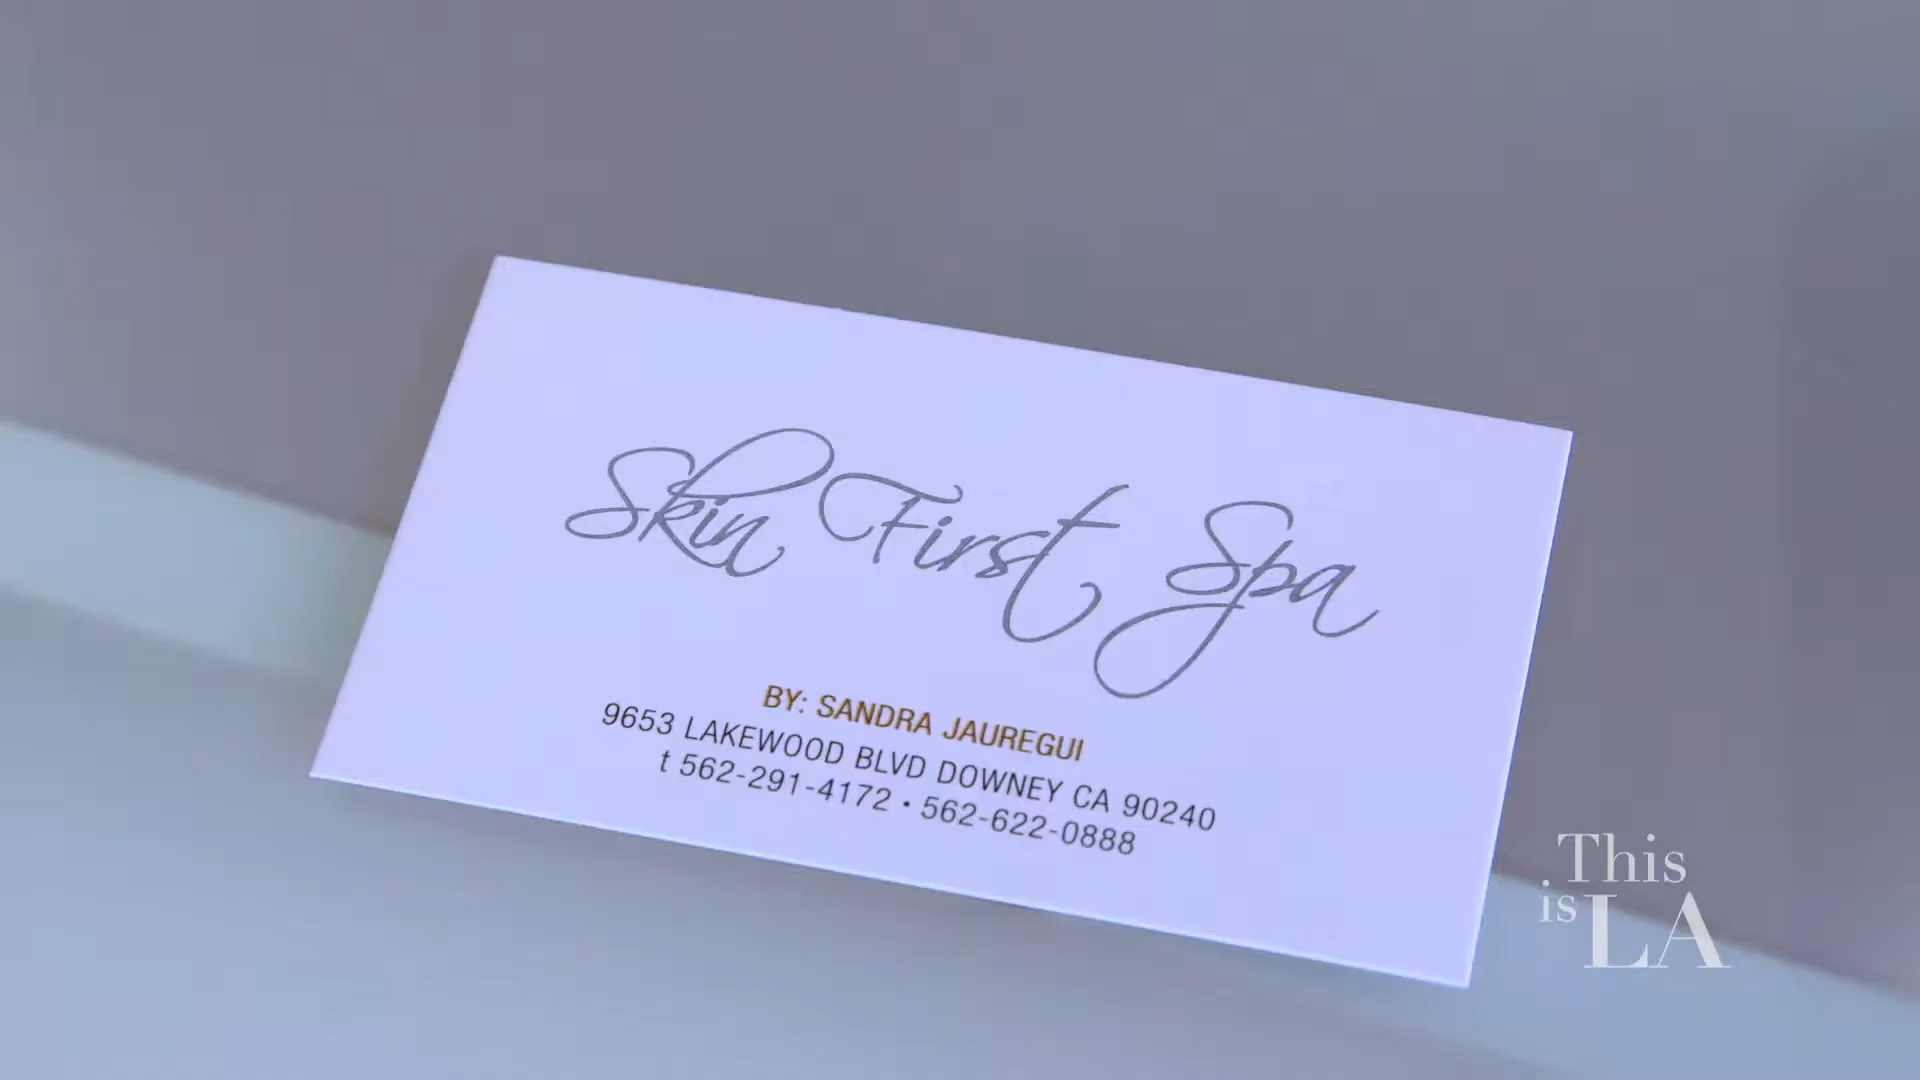 Skin First Spa
BY: SANDRA JAUREGUI
9653 LAKEWOOD BLVD DOWNEY CA 90240
t 562-291-4172 • 562-622-0888
This
is LA